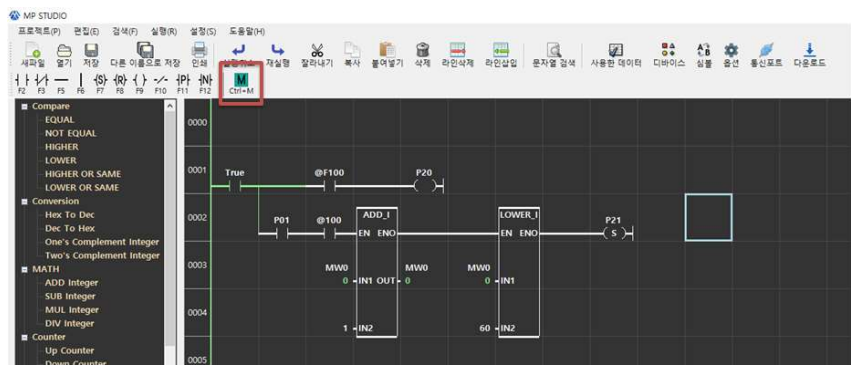 MP STUDIO
프로젝트(P) 편집(E) 검색(F) 실행(R) 설정(S) 도움말(H)
새파일 열기 저장 다른 이름으로 저장 인쇄 실행취소 재실행 잘라내기 복사 붙여넣기 삭제 라인삭제 라인삽입 문자열 검색 사용한 데이터 디바이스 심볼 옵션 통신포트 다운로드
F2 F3 F5 F6 F7 F8 F9 F10 F11 F12 Ctrl+M
M
Compare
EQUAL
NOT EQUAL
HIGHER
LOWER
HIGHER OR SAME
LOWER OR SAME
Conversion
Hex To Dec
Dec To Hex
One's Complement Integer
Two's Complement Integer
MATH
ADD Integer
SUB Integer
MUL Integer
DIV Integer
Counter
Up Counter
Down Counter
0000
0001 True @F100 P20
0002 P01 @100 ADD_I LOWER_I P21
EN ENO EN ENO S
0003 MW0 MW0 MW0
0 IN1 OUT 0 0 IN1
0004
1 IN2 60 IN2
0005